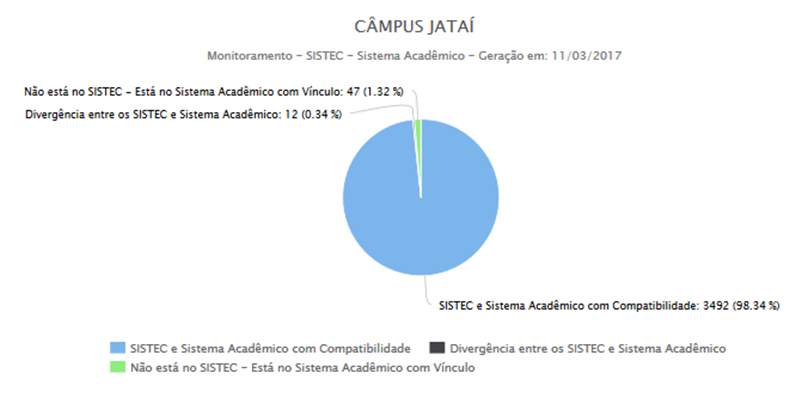 CÂMPUS JATAÍ
Monitoramento - SISTEC - Sistema Acadêmico - Geração em: 11/03/2017
Não está no SISTEC - Está no Sistema Acadêmico com Vínculo: 47 (1.32 %)
Divergência entre os SISTEC e Sistema Acadêmico: 12 (0.34 %)
SISTEC e Sistema Acadêmico com Compatibilidade: 3492 (98.34 %)
SISTEC e Sistema Acadêmico com Compatibilidade
Divergência entre os SISTEC e Sistema Acadêmico
Não está no SISTEC - Está no Sistema Acadêmico com Vínculo